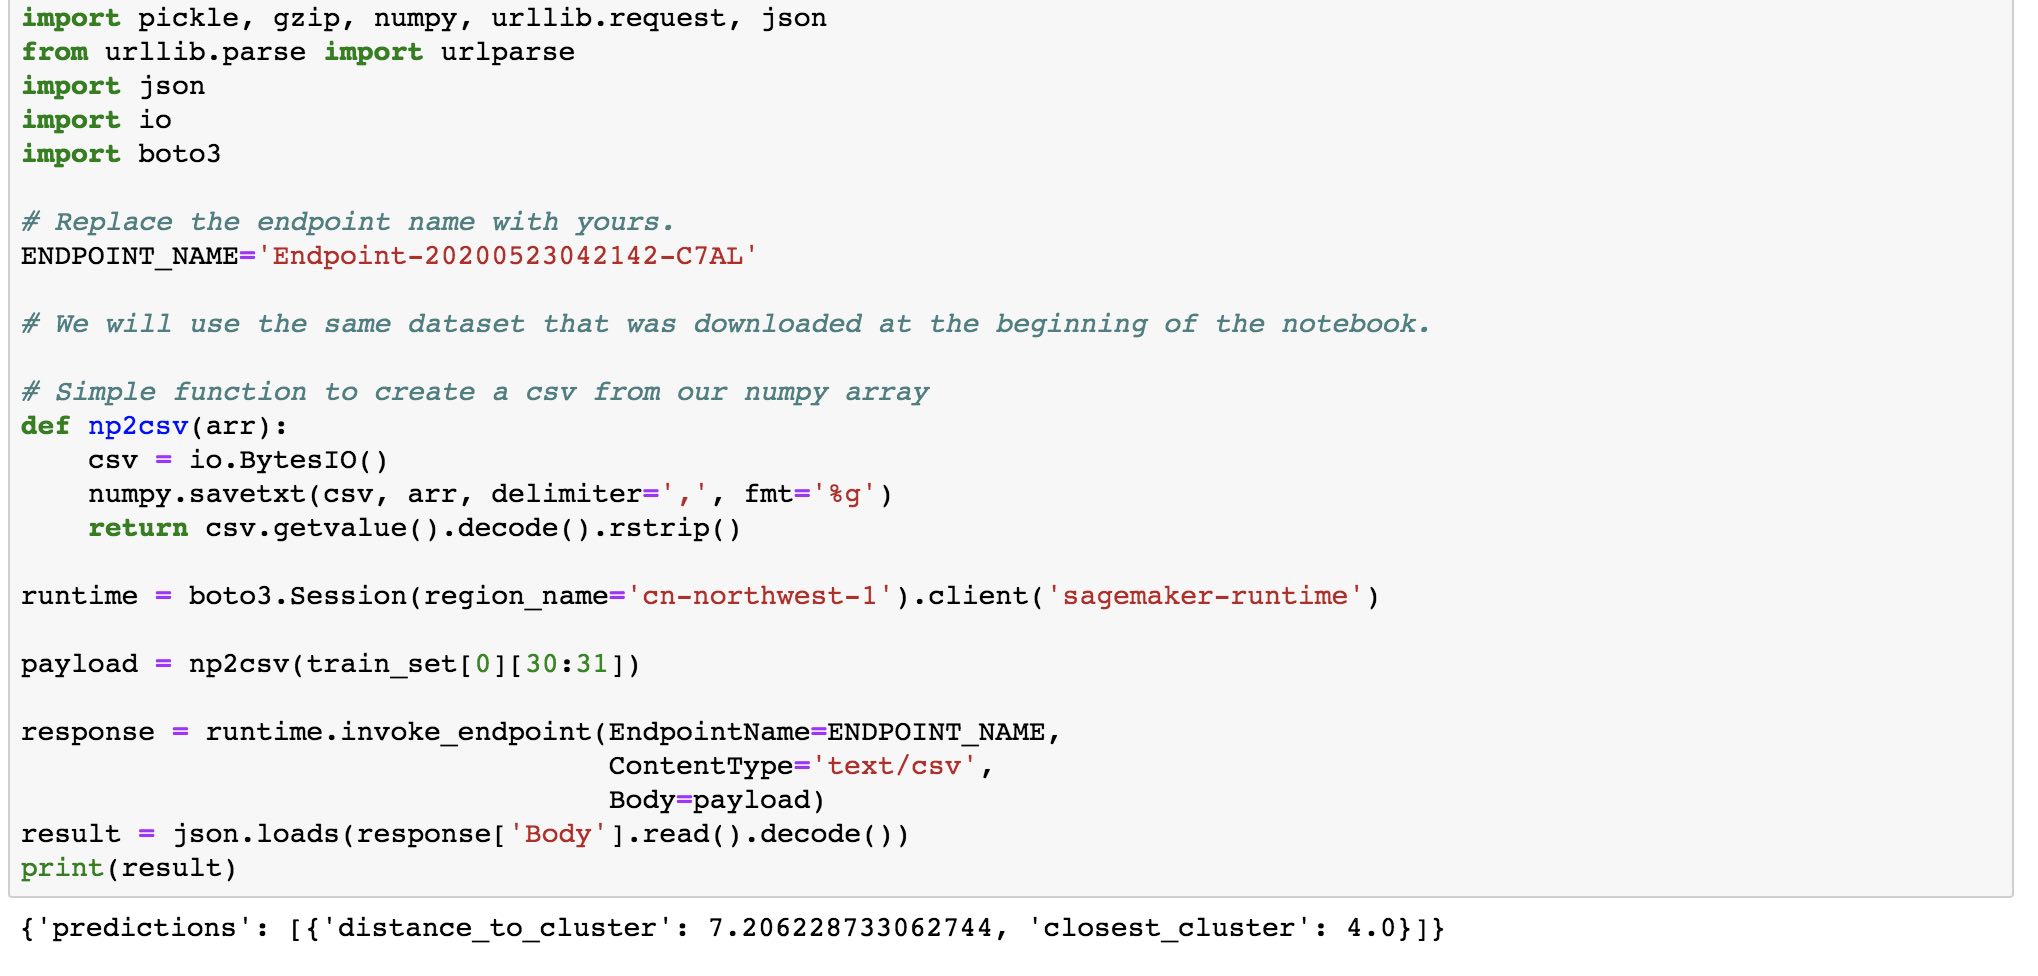 import pickle, gzip, numpy, urllib.request, json
from urllib.parse import urlparse
import json
import io
import boto3
# Replace the endpoint name with yours.
ENDPOINT_NAME='Endpoint-20200523042142-C7AL'
# We will use the same dataset that was downloaded at the beginning of the notebook.
# Simple function to create a csv from our numpy array
def np2csv(arr):
    csv = io.BytesIO()
    numpy.savetxt(csv, arr, delimiter=',', fmt='%g')
    return csv.getvalue().decode().rstrip()
runtime = boto3.Session(region_name='cn-northwest-1').client('sagemaker-runtime')
payload = np2csv(train_set[0][30:31])
response = runtime.invoke_endpoint(EndpointName=ENDPOINT_NAME,
                                   ContentType='text/csv',
                                   Body=payload)
result = json.loads(response['Body'].read().decode())
print(result)
{'predictions': [{'distance_to_cluster': 7.206228733062744, 'closest_cluster': 4.0}]}